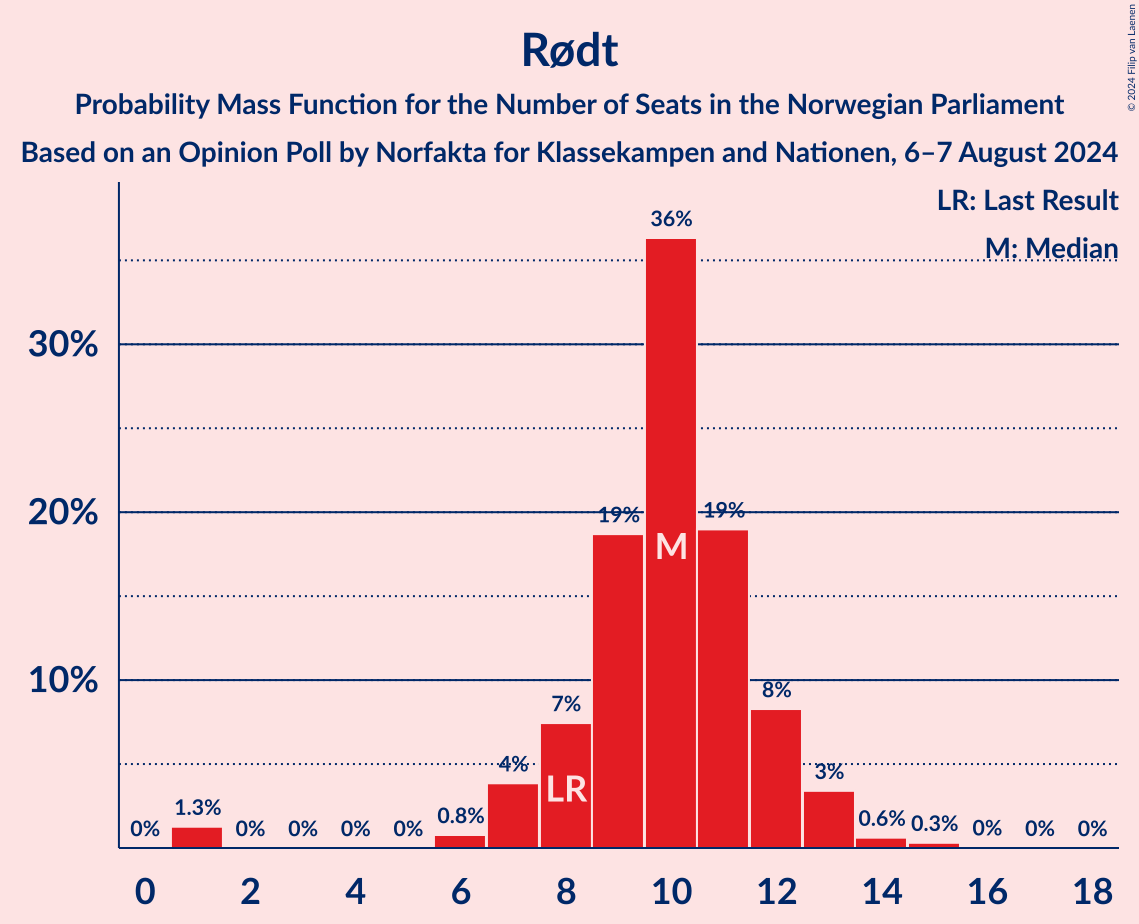 © 2024 Filip van Laenen
Rødt
Probability Mass Function for the Number of Seats in the Norwegian Parliament
Based on an Opinion Poll by Norfakta for Klassekampen and Nationen, 6–7 August 2024
LR: Last Result
M: Median
30%
20%
10%
0% 1.3% 0% 0% 0% 0% 0.8% 4% 7% 19% 36% 19% 8% 3% 0.6% 0.3% 0% 0% 0%
LR M
0 2 4 6 8 10 12 14 16 18